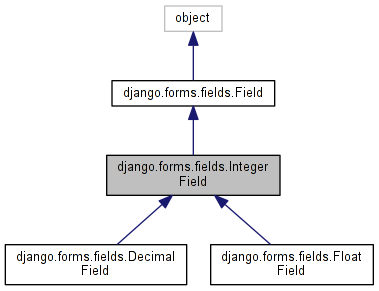 object
django.forms.fields.Field
django.forms.fields.Integer
Field
django.forms.fields.Decimal
Field
django.forms.fields.Float
Field